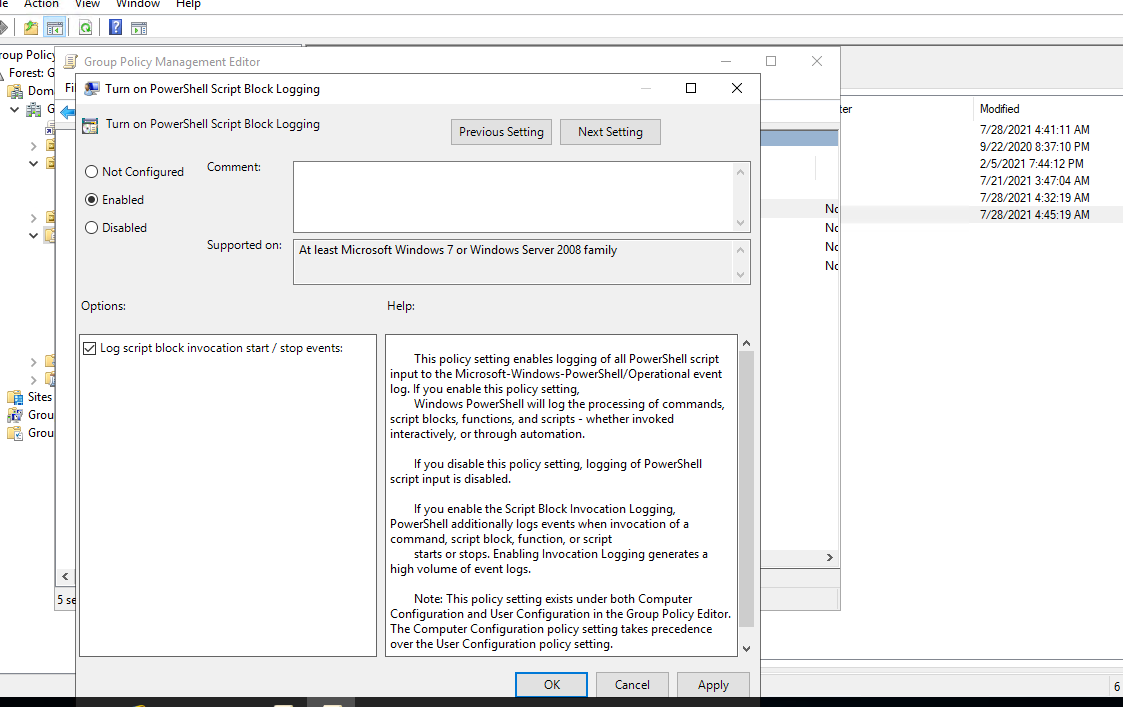 Action View Window Help
Group Policy Management Editor
Turn on PowerShell Script Block Logging
Turn on PowerShell Script Block Logging
Previous Setting
Next Setting
Not Configured
Enabled
Disabled
Comment:
Supported on:
At least Microsoft Windows 7 or Windows Server 2008 family
Options:
Help:
Log script block invocation start / stop events:
This policy setting enables logging of all PowerShell script
input to the Microsoft-Windows-PowerShell/Operational event
log. If you enable this policy setting,
Windows PowerShell will log the processing of commands,
script blocks, functions, and scripts - whether invoked
interactively, or through automation.
If you disable this policy setting, logging of PowerShell
script input is disabled.
If you enable the Script Block Invocation Logging,
PowerShell additionally logs events when invocation of a
command, script block, function, or script
starts or stops. Enabling Invocation Logging generates a
high volume of event logs.
Note: This policy setting exists under both Computer
Configuration and User Configuration in the Group Policy Editor.
The Computer Configuration policy setting takes precedence
over the User Configuration policy setting.
OK
Cancel
Apply
roup Policy
Forest: G
Dom
G
Sites
Grou
Grou
Fi
5 se
No
No
No
No
ter
Modified
7/28/2021 4:41:11 AM
9/22/2020 8:37:10 PM
2/5/2021 7:44:12 PM
7/21/2021 3:47:04 AM
7/28/2021 4:32:19 AM
7/28/2021 4:45:19 AM
6